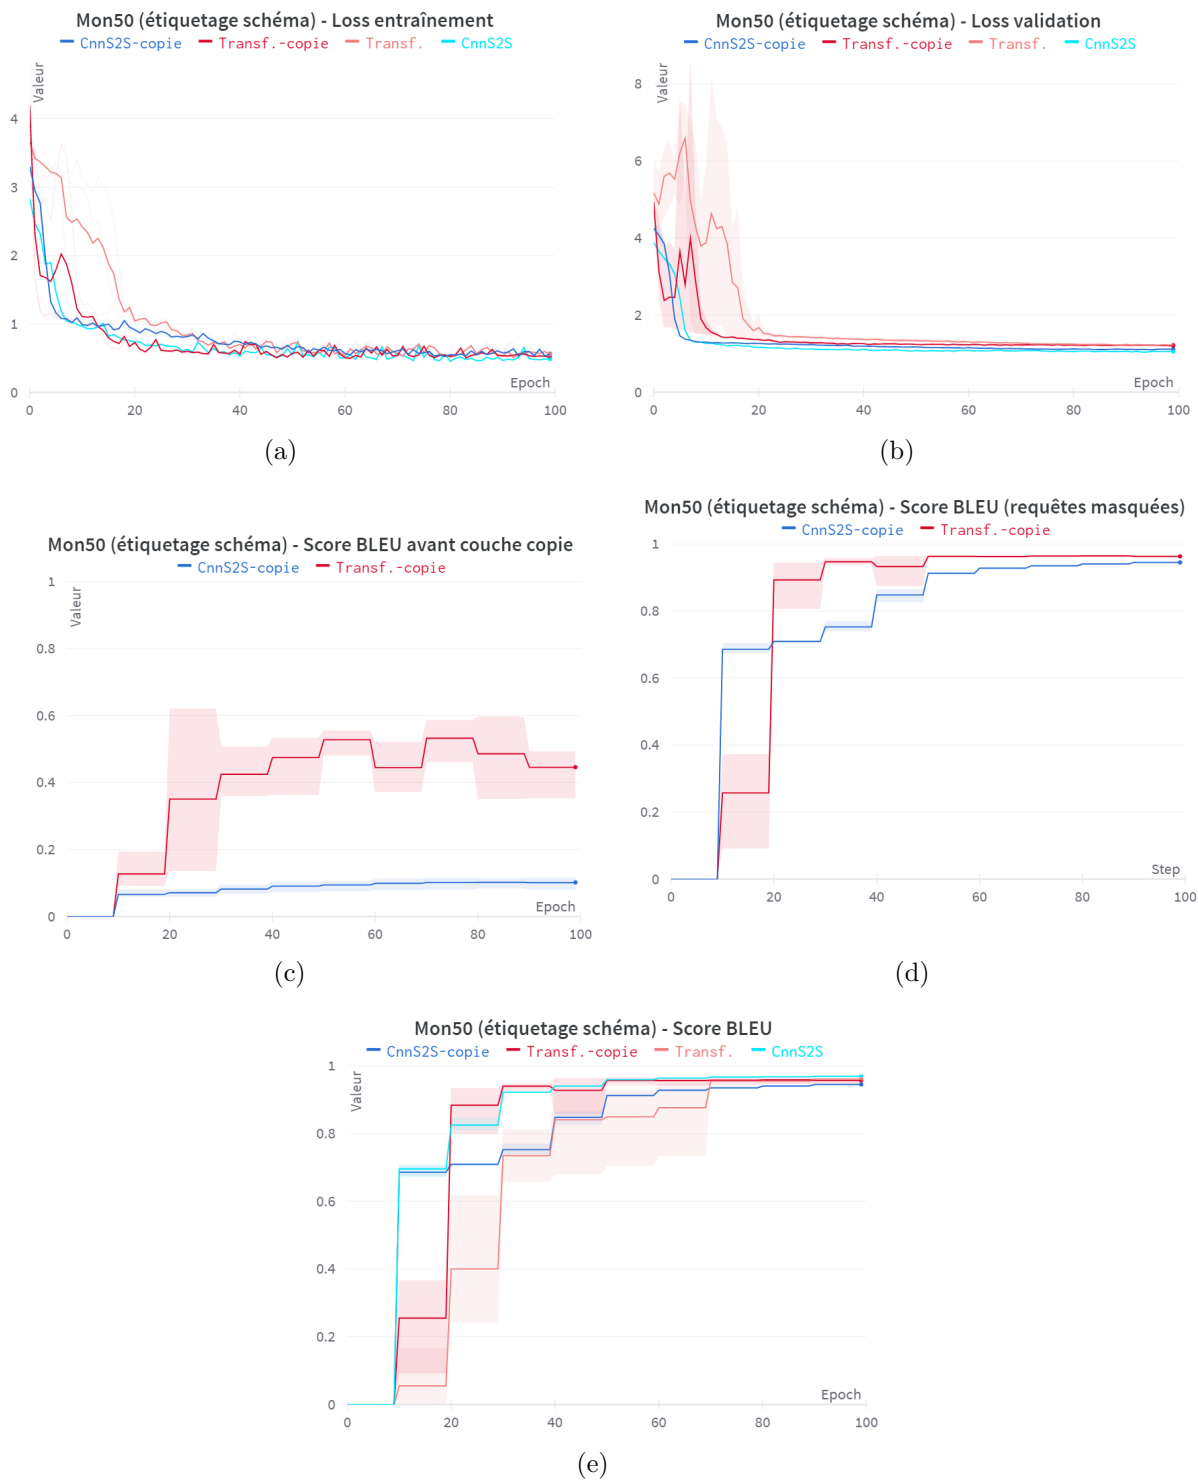 Mon50 (étiquetage schéma) - Loss entraînement
CnnS2S-copie Transf.-copie Transf. CnnS2S
Valeur
4
3
2
1
0
Epoch
0 20 40 60 80 100
(a)
Mon50 (étiquetage schéma) - Loss validation
CnnS2S-copie Transf.-copie Transf. CnnS2S
Valeur
8
6
4
2
0
Epoch
0 20 40 60 80 100
(b)
Mon50 (étiquetage schéma) - Score BLEU avant couche copie
CnnS2S-copie Transf.-copie
Valeur
1
0.8
0.6
0.4
0.2
0
Epoch
0 20 40 60 80 100
(c)
Mon50 (étiquetage schéma) - Score BLEU (requêtes masquées)
CnnS2S-copie Transf.-copie
1
0.8
0.6
0.4
0.2
0
Step
0 20 40 60 80 100
(d)
Mon50 (étiquetage schéma) - Score BLEU
CnnS2S-copie Transf.-copie Transf. CnnS2S
Valeur
1
0.8
0.6
0.4
0.2
0
Epoch
0 20 40 60 80 100
(e)